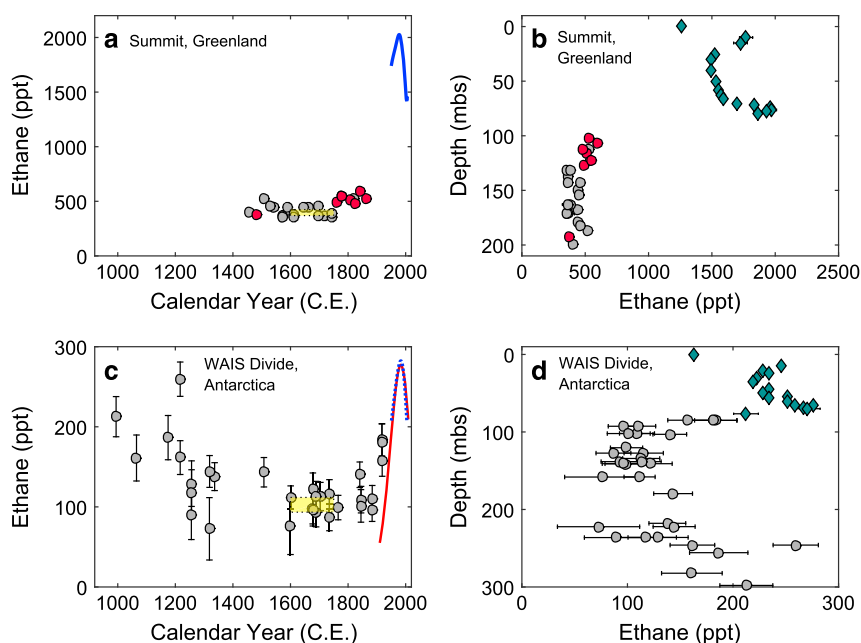 a
Summit, Greenland
Ethane (ppt)
2000
1500
1000
500
0
1000 1200 1400 1600 1800 2000
Calendar Year (C.E.)
b
Summit,
Greenland
Depth (mbs)
0
50
100
150
200
0 500 1000 1500 2000 2500
Ethane (ppt)
c
WAIS Divide,
Antarctica
Ethane (ppt)
300
200
100
0
1000 1200 1400 1600 1800 2000
Calendar Year (C.E.)
d
WAIS Divide,
Antarctica
Depth (mbs)
0
100
200
300
0 100 200 300
Ethane (ppt)